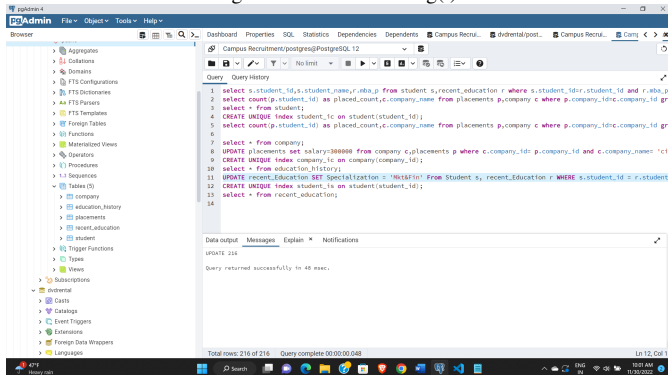 pgAdmin File Object Tools Help
Browser
Dashboard Properties SQL Statistics Dependencies Dependents Campus Recrui... dvdrental/post... Campus Recrui... Camp
Campus Recruitment/postgres@PostgreSQL 12
No limit
Query Query History
1 select s.student_id,s.student_name,r.mba_p from student s,recent_education r where s.student_id=r.student_id and r.mba_p
2 select count(p.student_id) as placed_count,c.company_name from placements p,company c where p.company_id=c.company_id gr
3 select * from student;
4 CREATE UNIQUE index student_ic on student(student_id);
5 select count(p.student_id) as placed_count,c.company_name from placements p,company c where p.company_id=c.company_id gr
6
7 select * from company;
8 UPDATE placements set salary=300000 from company c,placements p where c.company_id= p.company_id and c.company_name= 'ci
9 CREATE UNIQUE index company_ic on company(company_id);
10 select * from education_history;
11 UPDATE recent_Education SET Specialization = 'Mkt&Fin' From Student s, recent_Education r WHERE s.student_id = r.student
12 CREATE UNIQUE index student_is on student(student_id);
13 select * from recent_education;
14
Aggregates
Collations
Domains
FTS Configurations
FTS Dictionaries
FTS Parsers
FTS Templates
Foreign Tables
Functions
Materialized Views
Operators
Procedures
1..3 Sequences
Tables (5)
company
education_history
placements
recent_education
student
Trigger Functions
Types
Views
Subscriptions
dvdrental
Casts
Catalogs
Event Triggers
Extensions
Foreign Data Wrappers
Languages
Data output Messages Explain × Notifications
UPDATE 216
Query returned successfully in 48 msec.
Total rows: 216 of 216 Query complete 00:00:00.048 Ln 12, Col 1
47°F
Heavy rain
Search
ENG
IN
10:01 AM
11/30/2022